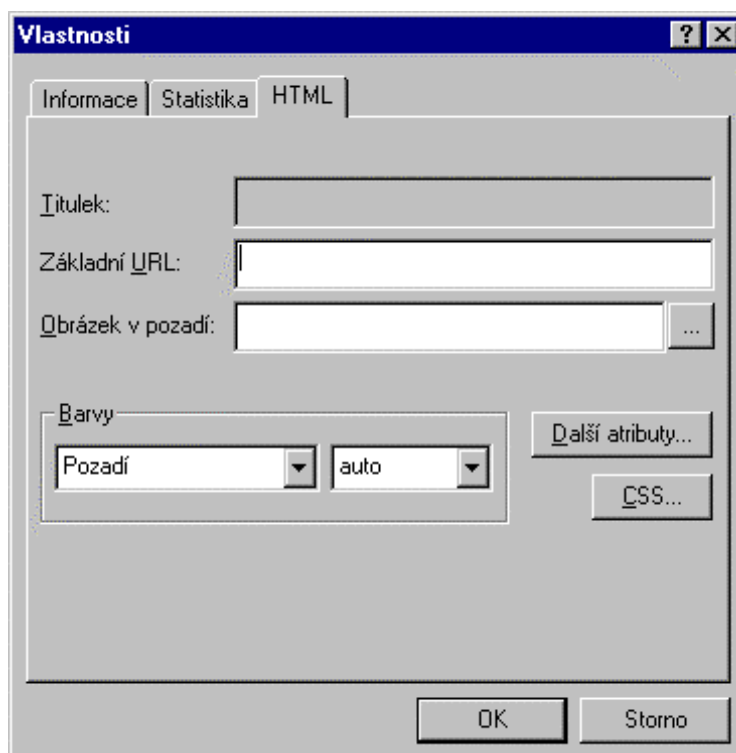 Vlastnosti
Informace Statistika HTML
Titulek:
Základní URL:
Obrázek v pozadí: ...
Barvy
Další atributy...
Pozadí auto
CSS...
OK Storno